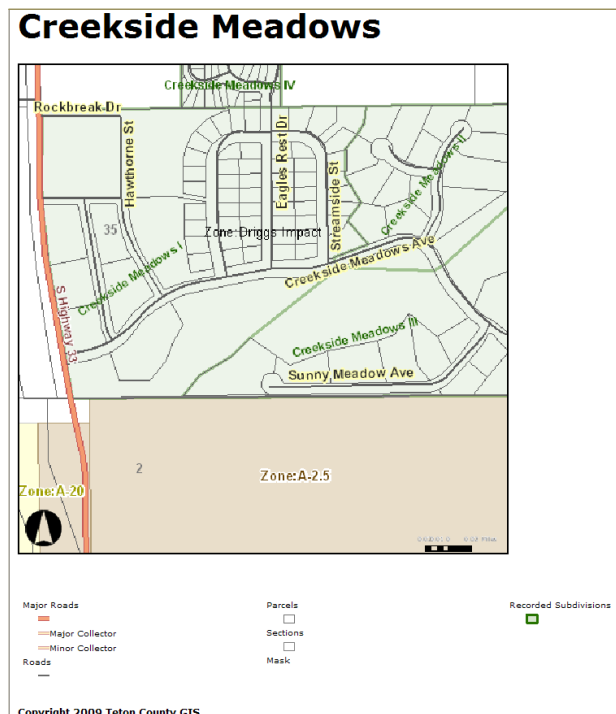 Creekside Meadows
Creekside Meadows IV
Rockbreak Dr
Hawthorne St
Eagles Rest Dr
Streamside St
Creekside Meadows II
35
Zone: Driggs Impact
Creekside Meadows I
Creekside Meadows Ave
S Highway 33
Creekside Meadows III
Sunny Meadow Ave
2
Zone:A-2.5
Zone:A-20
Major Roads
Major Collector
Minor Collector
Roads
Parcels
Sections
Mask
Recorded Subdivisions
Copyright 2009 Teton County GIS